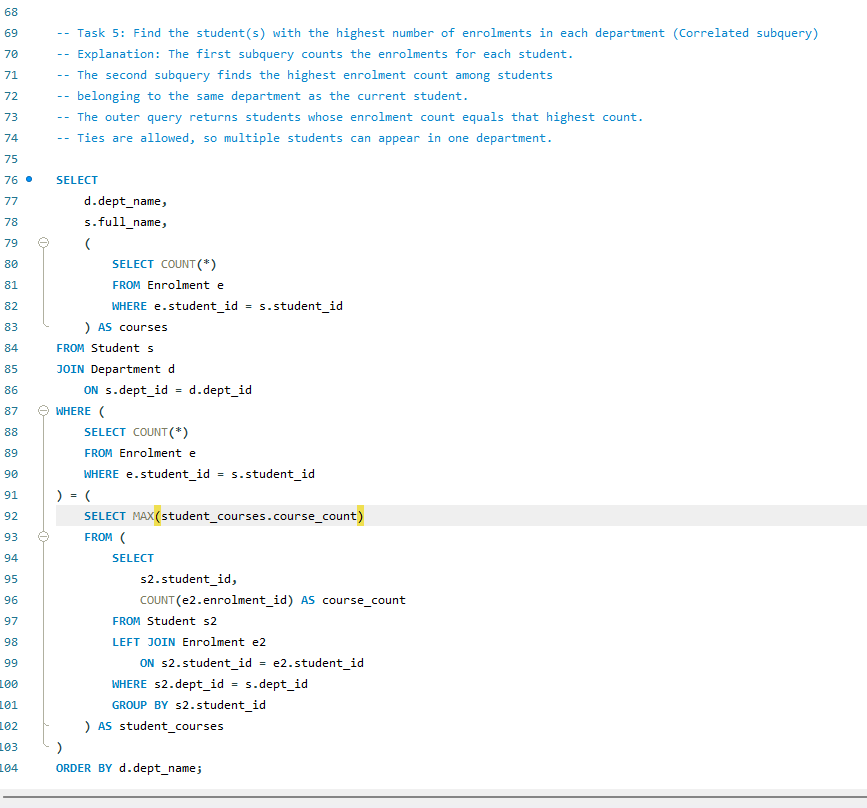 68
69 -- Task 5: Find the student(s) with the highest number of enrolments in each department (Correlated subquery)
70 -- Explanation: The first subquery counts the enrolments for each student.
71 -- The second subquery finds the highest enrolment count among students
72 -- belonging to the same department as the current student.
73 -- The outer query returns students whose enrolment count equals that highest count.
74 -- Ties are allowed, so multiple students can appear in one department.
75
76 SELECT
77 d.dept_name,
78 s.full_name,
79 (
80 SELECT COUNT(*)
81 FROM Enrolment e
82 WHERE e.student_id = s.student_id
83 ) AS courses
84 FROM Student s
85 JOIN Department d
86 ON s.dept_id = d.dept_id
87 WHERE (
88 SELECT COUNT(*)
89 FROM Enrolment e
90 WHERE e.student_id = s.student_id
91 ) = (
92 SELECT MAX(student_courses.course_count)
93 FROM (
94 SELECT
95 s2.student_id,
96 COUNT(e2.enrolment_id) AS course_count
97 FROM Student s2
98 LEFT JOIN Enrolment e2
99 ON s2.student_id = e2.student_id
100 WHERE s2.dept_id = s.dept_id
101 GROUP BY s2.student_id
102 ) AS student_courses
103 )
104 ORDER BY d.dept_name;